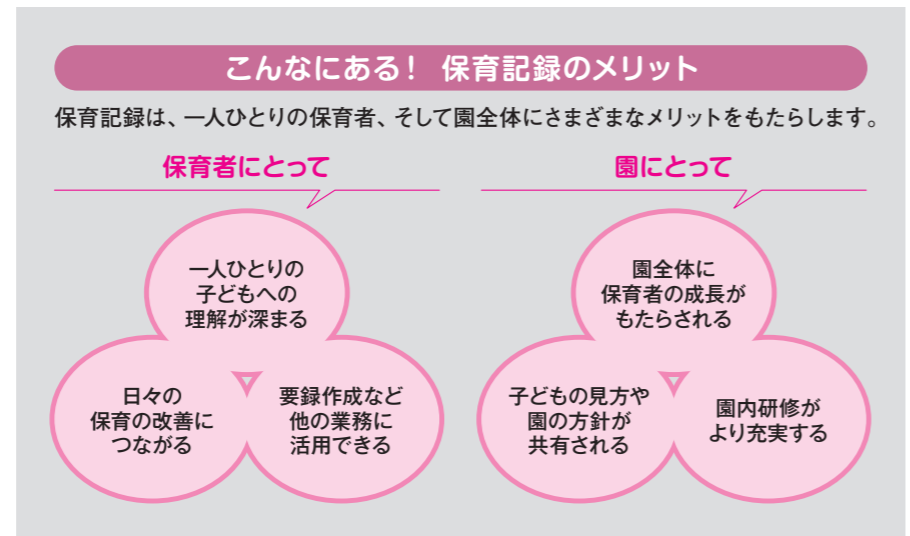 こんなにある！ 保育記録のメリット
保育記録は、一人ひとりの保育者、そして園全体にさまざまなメリットをもたらします。
保育者にとって
一人ひとりの
子どもへの
理解が深まる
日々の
保育の改善に
つながる
要録作成など
他の業務に
活用できる
園にとって
園全体に
保育者の成長が
もたらされる
子どもの見方や
園の方針が
共有される
園内研修が
より充実する